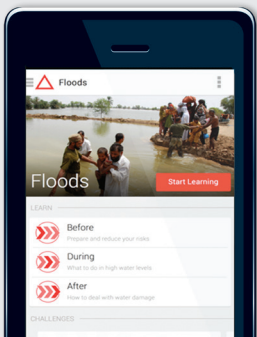 Floods
Floods
Start Learning
LEARN
Before
Prepare and reduce your risks
During
What to do in high water levels
After
How to deal with water damage
CHALLENGES